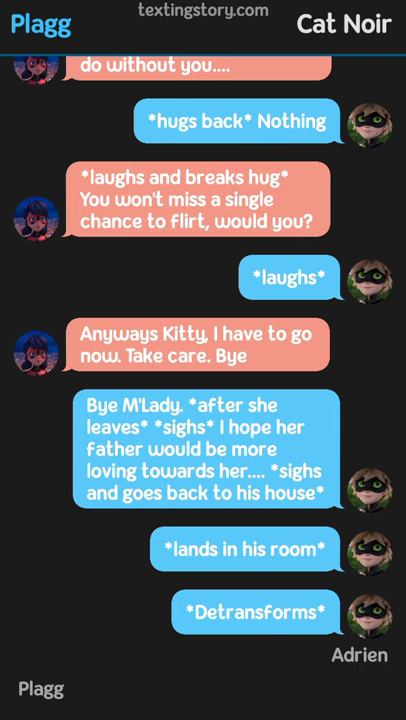 textingstory.com
Plagg
Cat Noir
do without you....
*hugs back* Nothing
*laughs and breaks hug*
You won't miss a single
chance to flirt, would you?
*laughs*
Anyways Kitty, I have to go
now. Take care. Bye
Bye M'Lady. *after she
leaves* *sighs* I hope her
father would be more
loving towards her.... *sighs
and goes back to his house*
*lands in his room*
*Detransforms*
Adrien
Plagg